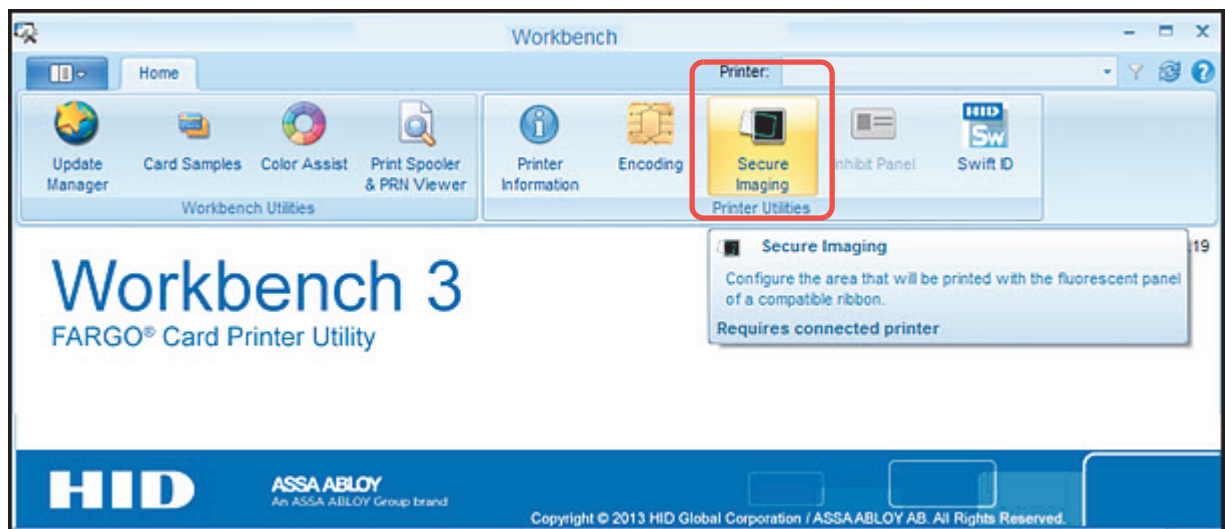 Workbench
Home
Printer:
Update Manager
Card Samples
Color Assist
Print Spooler & PRN Viewer
Printer Information
Encoding
Secure Imaging
Inhibit Panel
HID
Sw
Swift ID
Workbench Utilities
Printer Utilities
Workbench 3
FARGO® Card Printer Utility
Secure Imaging
19
Configure the area that will be printed with the fluorescent panel
of a compatible ribbon.
Requires connected printer
HID
ASSA ABLOY
An ASSA ABLOY Group brand
Copyright © 2013 HID Global Corporation / ASSA ABLOY AB. All Rights Reserved.